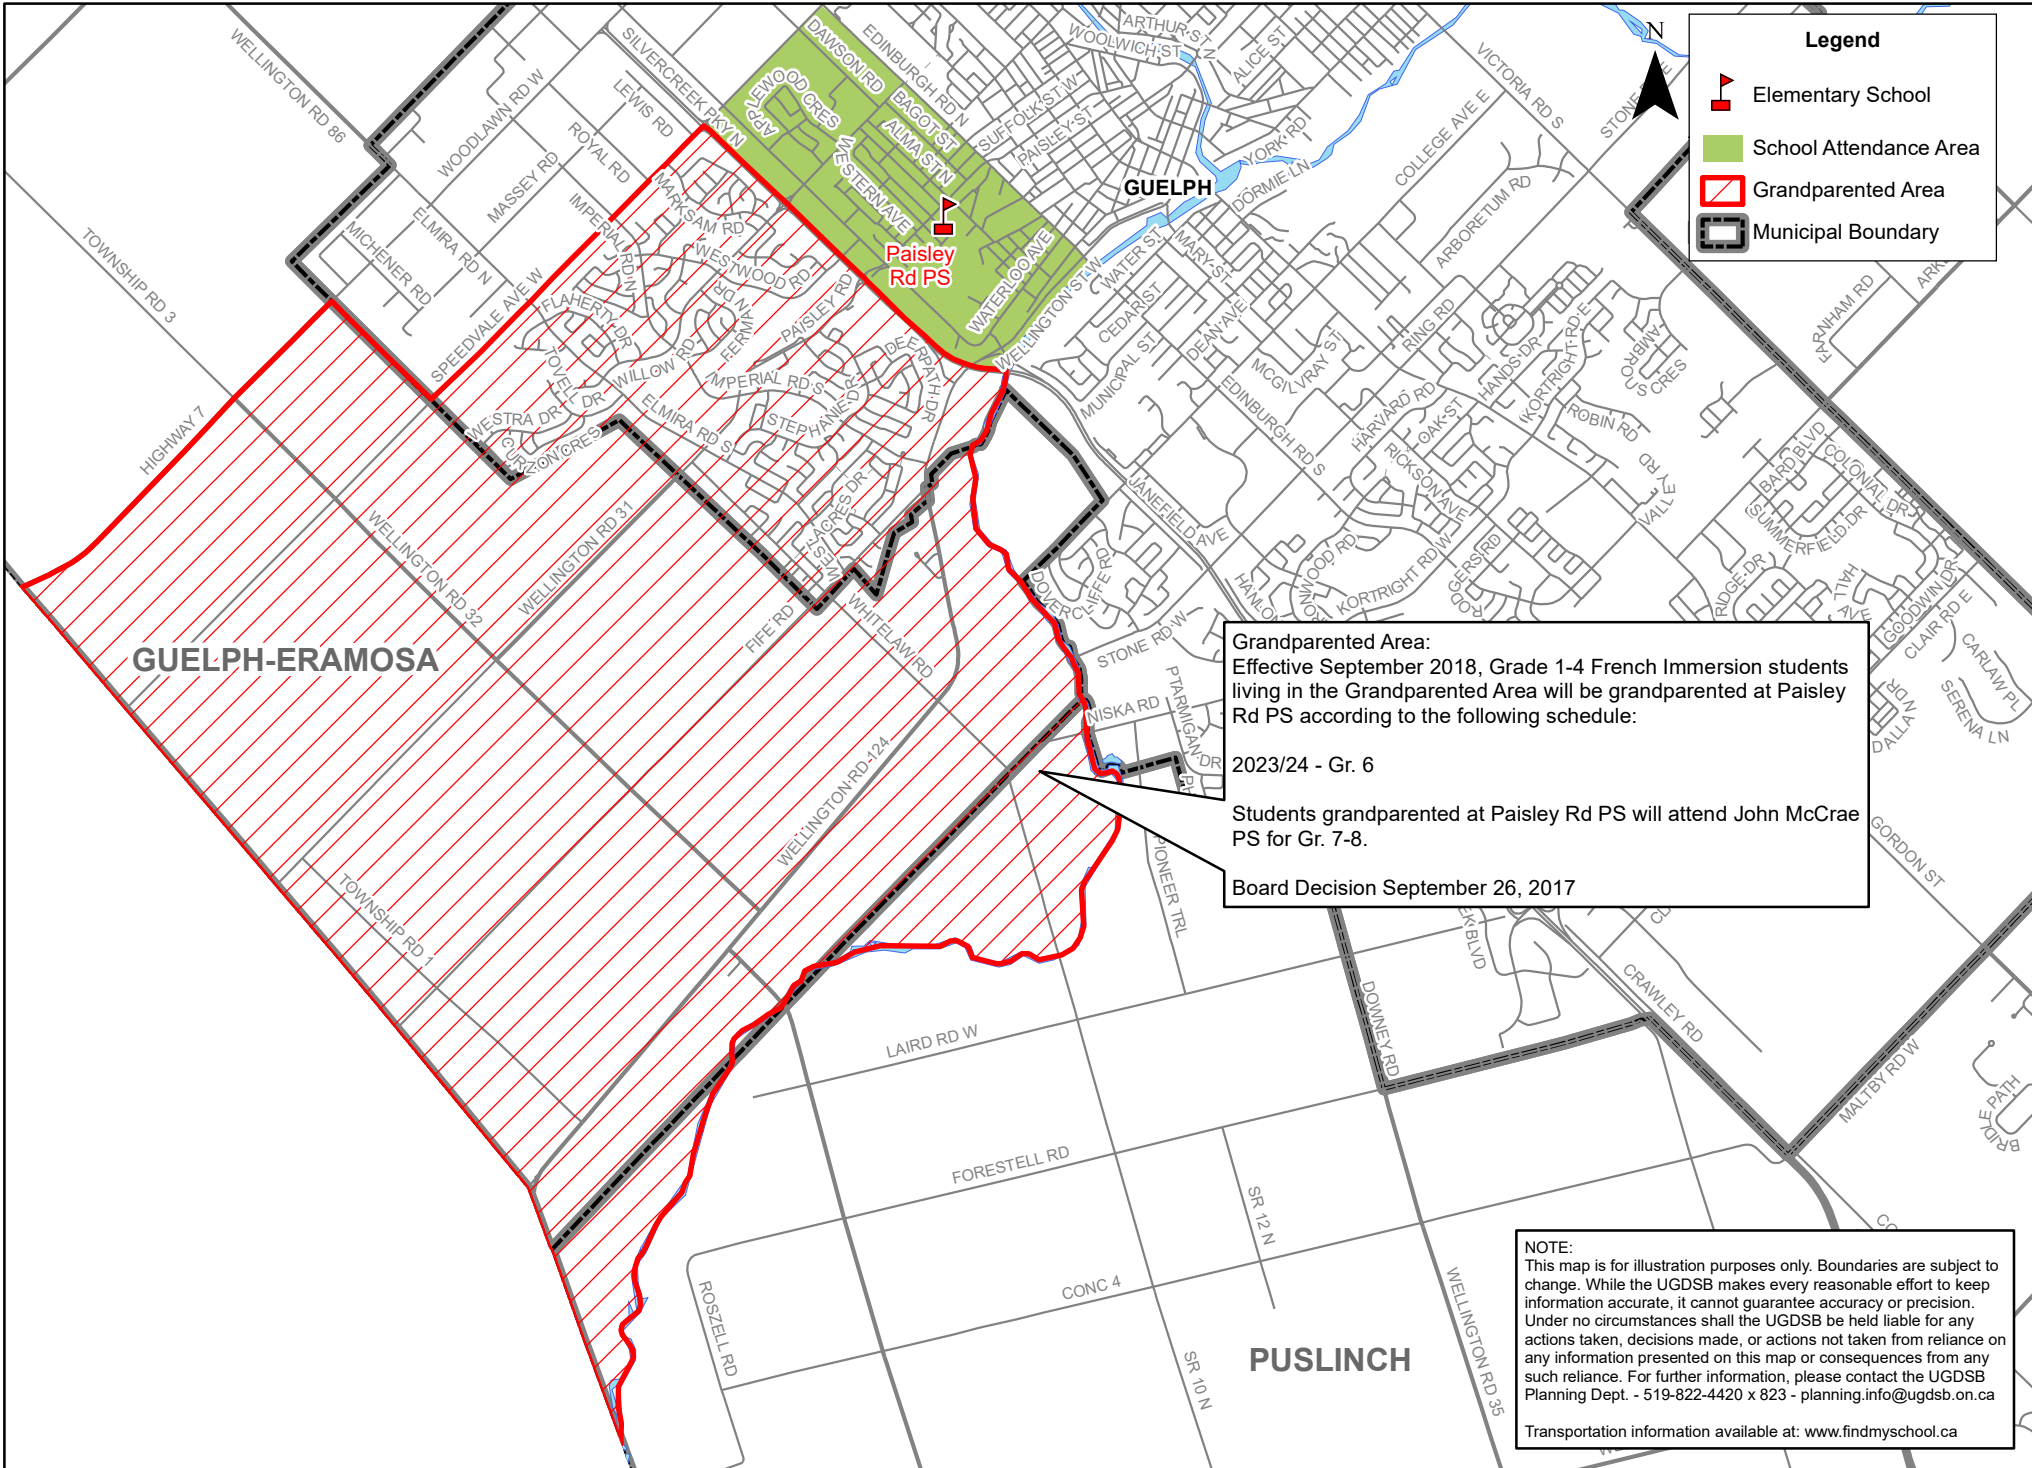 WELLINGTON RD 86
SILVERCREEK PKY N
DAWSON RD
EDINBURGH RD N
ARTHUR ST N
WOOLWICH ST
ALICE ST
VICTORIA RD S
N
Legend
Elementary School
School Attendance Area
Grandparented Area
Municipal Boundary
WOODLAWN RD W
LEWIS RD
APPLEWOOD CRES
BAGOT ST
ALMA ST N
SUFFOLK ST W
PAISLEY ST
YORK RD
COLLEGE AVE E
MASSEY RD
ROYAL RD
WESTERN AVE
GUELPH
DORMIE LN
ARBORETUM RD
MICHENER RD
ELMIRA RD N
IMPERIAL RD N
MARKSAM RD
WESTWOOD RD
Paisley
Rd PS
WATERLOO AVE
WELLINGTON ST W
WATER ST
MARY ST
TOWNSHIP RD 3
SPEEDVALE AVE W
FLAHERTY DR
PAISLEY RD
CEDAR ST
DEAN AVE
RING RD
KORTRIGHT RD E
HANDS DR
FARNHAM RD
HIGHWAY 7
TOVELL DR
WILLOW RD
IMPERIAL RD S
DEERPATH DR
MUNICIPAL ST
MCGILVRAY ST
HARVARD RD
OAK ST
ROBIN RD
WESTRA DR
CURZON CRES
ELMIRA RD S
STEPHANIE DR
EDINBURGH RD S
RICKSON AVE
BARD BLVD
COLONIAL DR
SUMMERFIELD DR
WELLINGTON RD 32
WELLINGTON RD 31
WEST ACRES DR
JANEFIELD AVE
KORTRIGHT RD W
RODGERS RD
GOODWIN DR
CLAIR RD E
GUELPH-ERAMOSA
FIFE RD
WHITELAW RD
STONE RD W
NISKA RD
PTARMIGAN DR
CARLAW PL
SERENA LN
Grandparented Area:
Effective September 2018, Grade 1-4 French Immersion students
living in the Grandparented Area will be grandparented at Paisley
Rd PS according to the following schedule:
2023/24 - Gr. 6
Students grandparented at Paisley Rd PS will attend John McCrae
PS for Gr. 7-8.
Board Decision September 26, 2017
WELLINGTON RD 124
PIONEER TRL
GORDON ST
TOWNSHIP RD 1
LAIRD RD W
DOWNEY RD
CRAWLEY RD
MALTBY RD W
BRIDLE PATH
FORESTELL RD
SR 12 N
CONC 4
ROSZELL RD
SR 10 N
WELLINGTON RD 35
PUSLINCH
NOTE:
This map is for illustration purposes only. Boundaries are subject to
change. While the UGDSB makes every reasonable effort to keep
information accurate, it cannot guarantee accuracy or precision.
Under no circumstances shall the UGDSB be held liable for any
actions taken, decisions made, or actions not taken from reliance on
any information presented on this map or consequences from any
such reliance. For further information, please contact the UGDSB
Planning Dept. - 519-822-4420 x 823 - planning.info@ugdsb.on.ca
Transportation information available at: www.findmyschool.ca